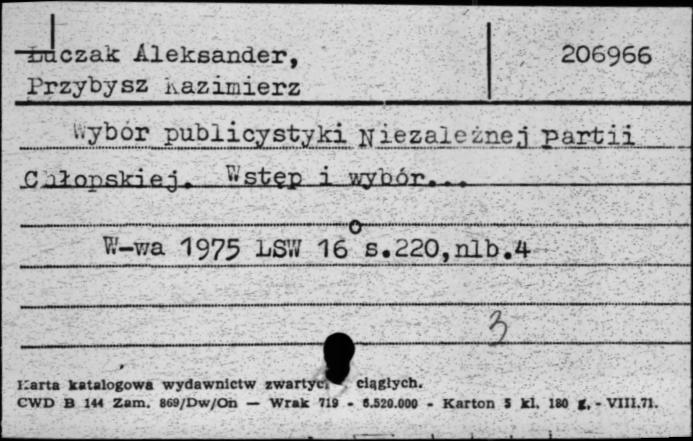 Łuczak Aleksander, 206966
Przybysz Kazimierz
Wybór publicystyki Niezależnej Partii
Chłopskiej. Wstęp i wybór...
W-wa 1975 LSW 16° s.220,nlb.4
3
Karta katalogowa wydawnictw zwartych ciągłych.
CWD B 144 Zam. 869/Dw/On — Wrak 719 - 6.520.000 - Karton 5 kl. 180 g. - VIII.71.